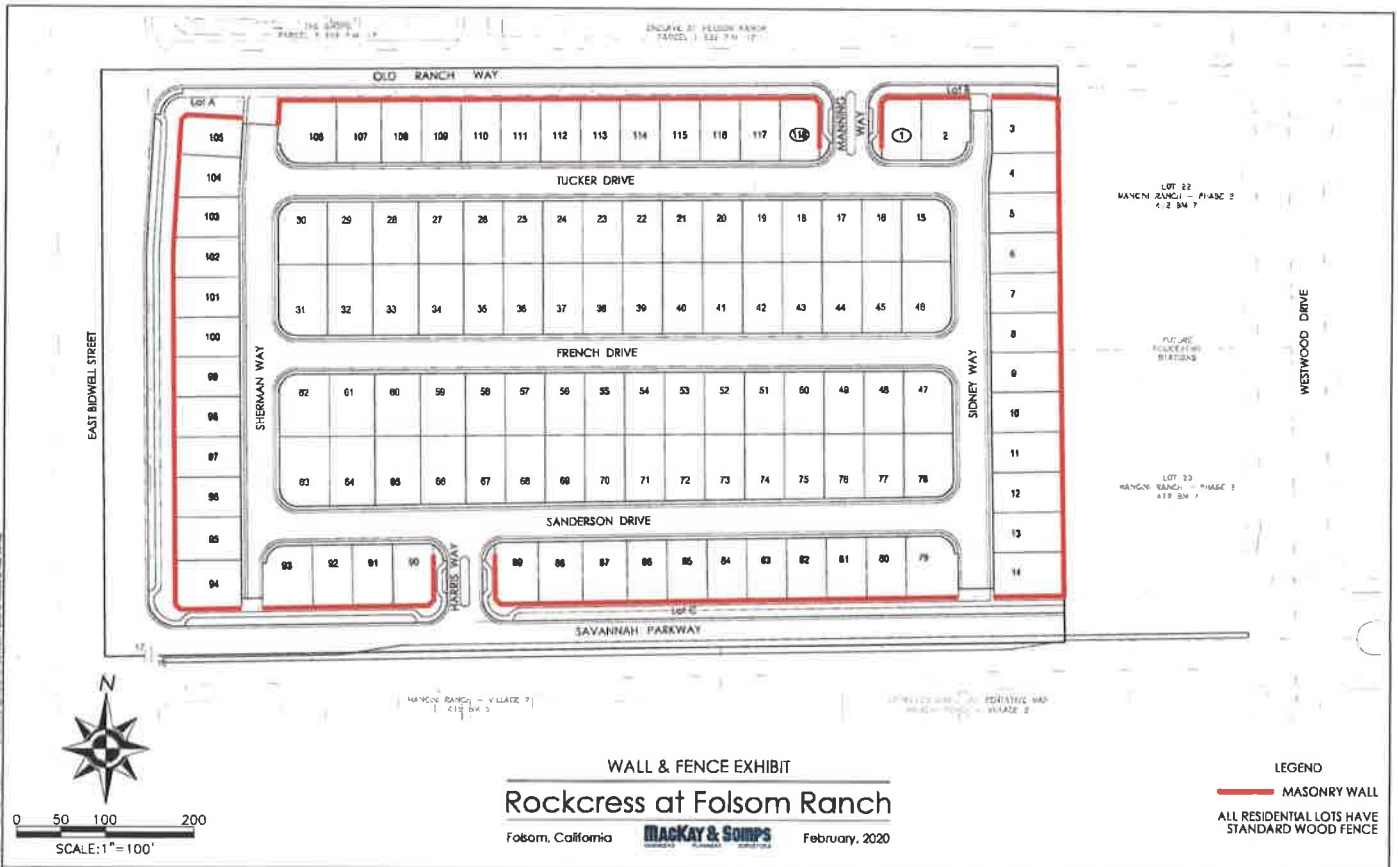 OLD RANCH WAY
Lot A
Lot B
MANNING
WAY
105
106 107 108 109 110 111 112 113 114 115 116 117 118
1 2
3
104
103
102
101
100
99
98
97
96
95
94
TUCKER DRIVE
4
5
6
7
8
9
10
11
12
13
14
30 29 28 27 26 25 24 23 22 21 20 19 18 17 16 15
31 32 33 34 35 36 37 38 39 40 41 42 43 44 45 46
FRENCH DRIVE
EAST BIDWELL STREET
SHERMAN WAY
SIDNEY WAY
WESTWOOD DRIVE
62 61 60 59 58 57 56 55 54 53 52 51 50 49 48 47
63 64 65 66 67 68 69 70 71 72 73 74 75 76 77 78
SANDERSON DRIVE
93 92 91 90
HARRIS WAY
89 88 87 86 85 84 83 82 81 80 79
Lot C
SAVANNAH PARKWAY
LOT 22
LOT 23
N
0 50 100 200
SCALE: 1"=100'
WALL & FENCE EXHIBIT
Rockcress at Folsom Ranch
Folsom, California MACKAY & SOMPS February, 2020
ENGINEERS PLANNERS SURVEYORS
LEGEND
MASONRY WALL
ALL RESIDENTIAL LOTS HAVE
STANDARD WOOD FENCE